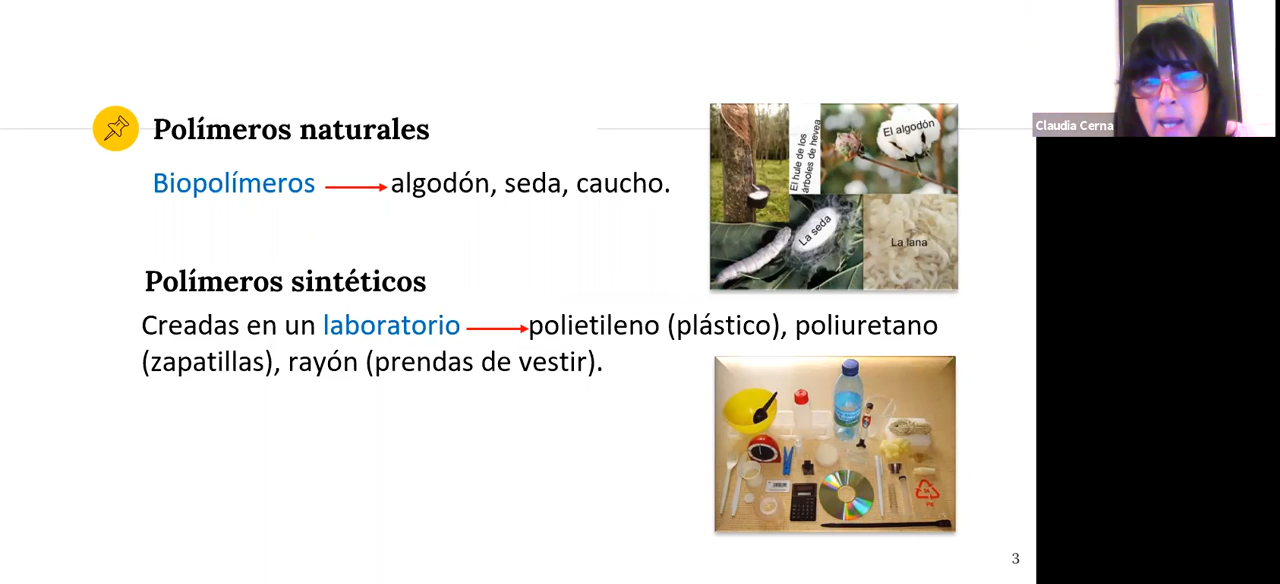 Polímeros naturales
Biopolímeros algodón, seda, caucho.
El hule de los
árboles de hevea
El algodón
La seda
La lana
Polímeros sintéticos
Creadas en un laboratorio polietileno (plástico), poliuretano
(zapatillas), rayón (prendas de vestir).
3
Claudia Cerna